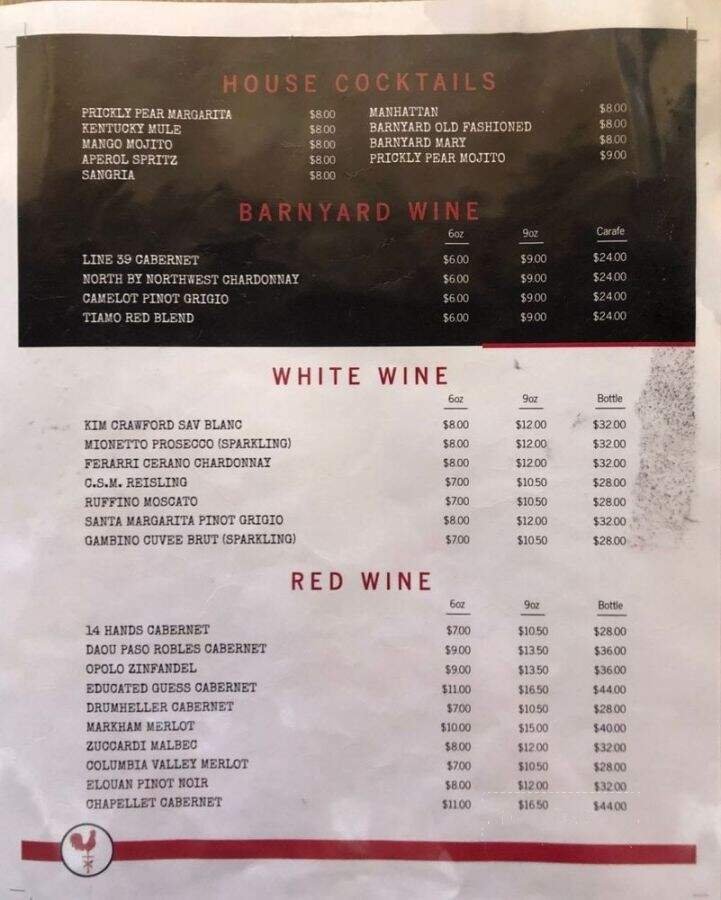 HOUSE COCKTAILS
PRICKLY PEAR MARGARITA $8.00 MANHATTAN $8.00
KENTUCKY MULE $8.00 BARNYARD OLD FASHIONED $8.00
MANGO MOJITO $8.00 BARNYARD MARY $8.00
APEROL SPRITZ $8.00 PRICKLY PEAR MOJITO $9.00
SANGRIA $8.00
BARNYARD WINE
6oz 9oz Carafe
LINE 39 CABERNET $6.00 $9.00 $24.00
NORTH BY NORTHWEST CHARDONNAY $6.00 $9.00 $24.00
CAMELOT PINOT GRIGIO $6.00 $9.00 $24.00
TIAMO RED BLEND $6.00 $9.00 $24.00
WHITE WINE
6oz 9oz Bottle
KIM CRAWFORD SAV BLANC $8.00 $12.00 $32.00
MIONETTO PROSECCO (SPARKLING) $8.00 $12.00 $32.00
FERARRI CERANO CHARDONNAY $8.00 $12.00 $32.00
C.S.M. REISLING $7.00 $10.50 $28.00
RUFFINO MOSCATO $7.00 $10.50 $28.00
SANTA MARGARITA PINOT GRIGIO $8.00 $12.00 $32.00
GAMBINO CUVEE BRUT (SPARKLING) $7.00 $10.50 $28.00
RED WINE
6oz 9oz Bottle
14 HANDS CABERNET $7.00 $10.50 $28.00
DAOU PASO ROBLES CABERNET $9.00 $13.50 $36.00
OPOLO ZINFANDEL $9.00 $13.50 $36.00
EDUCATED GUESS CABERNET $11.00 $16.50 $44.00
DRUMHELLER CABERNET $7.00 $10.50 $28.00
MARKHAM MERLOT $10.00 $15.00 $40.00
ZUCCARDI MALBEC $8.00 $12.00 $32.00
COLUMBIA VALLEY MERLOT $7.00 $10.50 $28.00
ELOUAN PINOT NOIR $8.00 $12.00 $32.00
CHAPELLET CABERNET $11.00 $16.50 $44.00